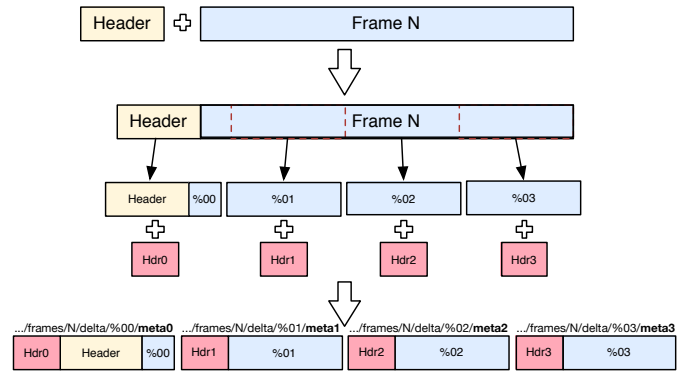 Header Frame N
Header Frame N
Header %00 %01 %02 %03
Hdr0 Hdr1 Hdr2 Hdr3
.../frames/N/delta/%00/meta0 .../frames/N/delta/%01/meta1 .../frames/N/delta/%02/meta2 .../frames/N/delta/%03/meta3
Hdr0 Header %00 Hdr1 %01 Hdr2 %02 Hdr3 %03